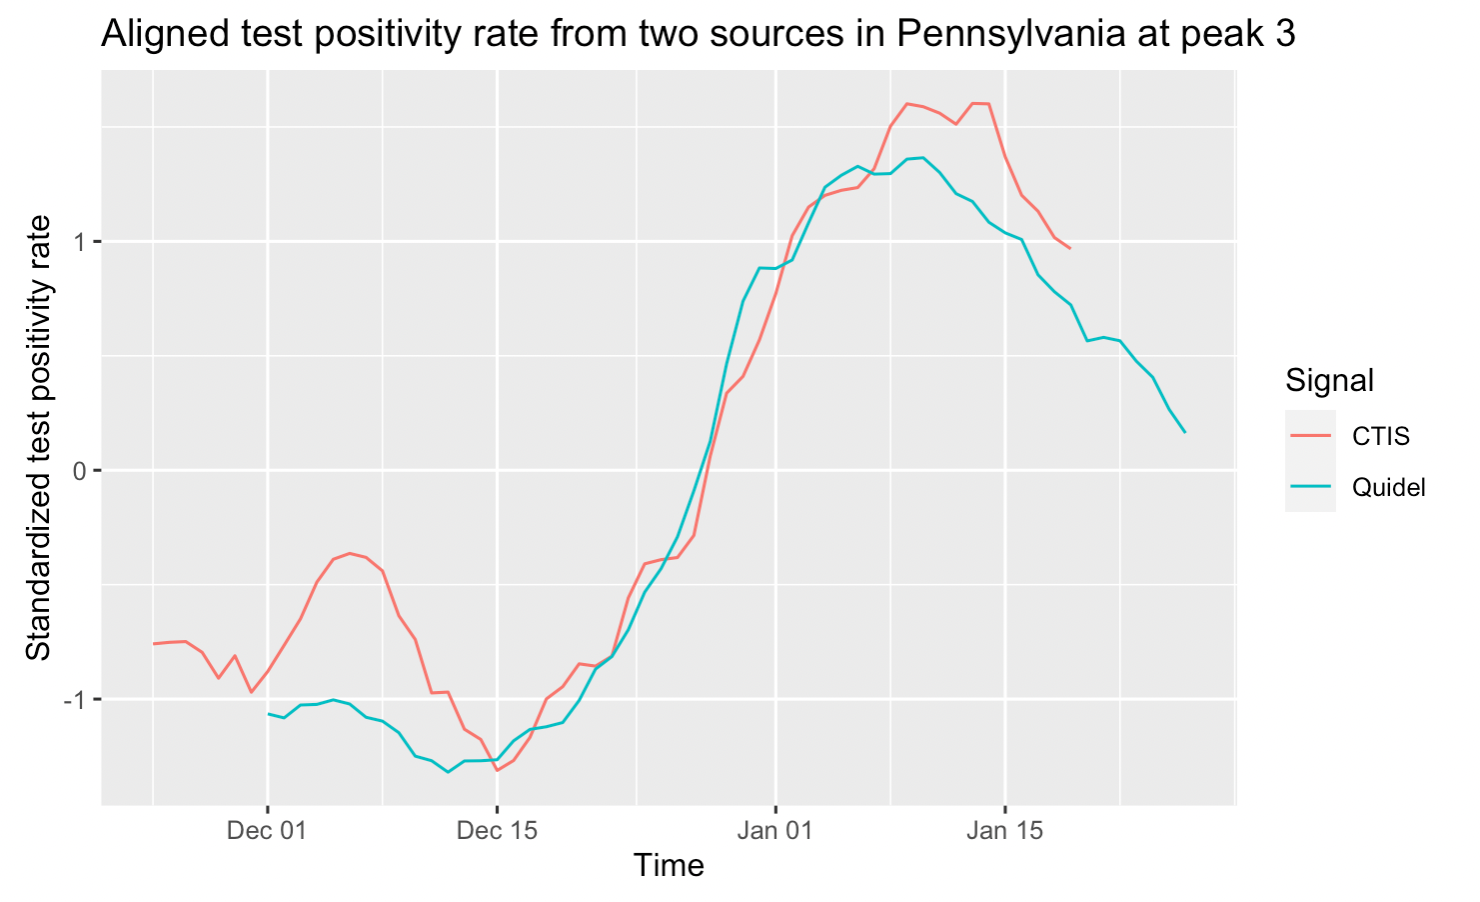 Aligned test positivity rate from two sources in Pennsylvania at peak 3
Standardized test positivity rate
1
0
-1
Dec 01
Dec 15
Jan 01
Jan 15
Time
Signal
CTIS
Quidel